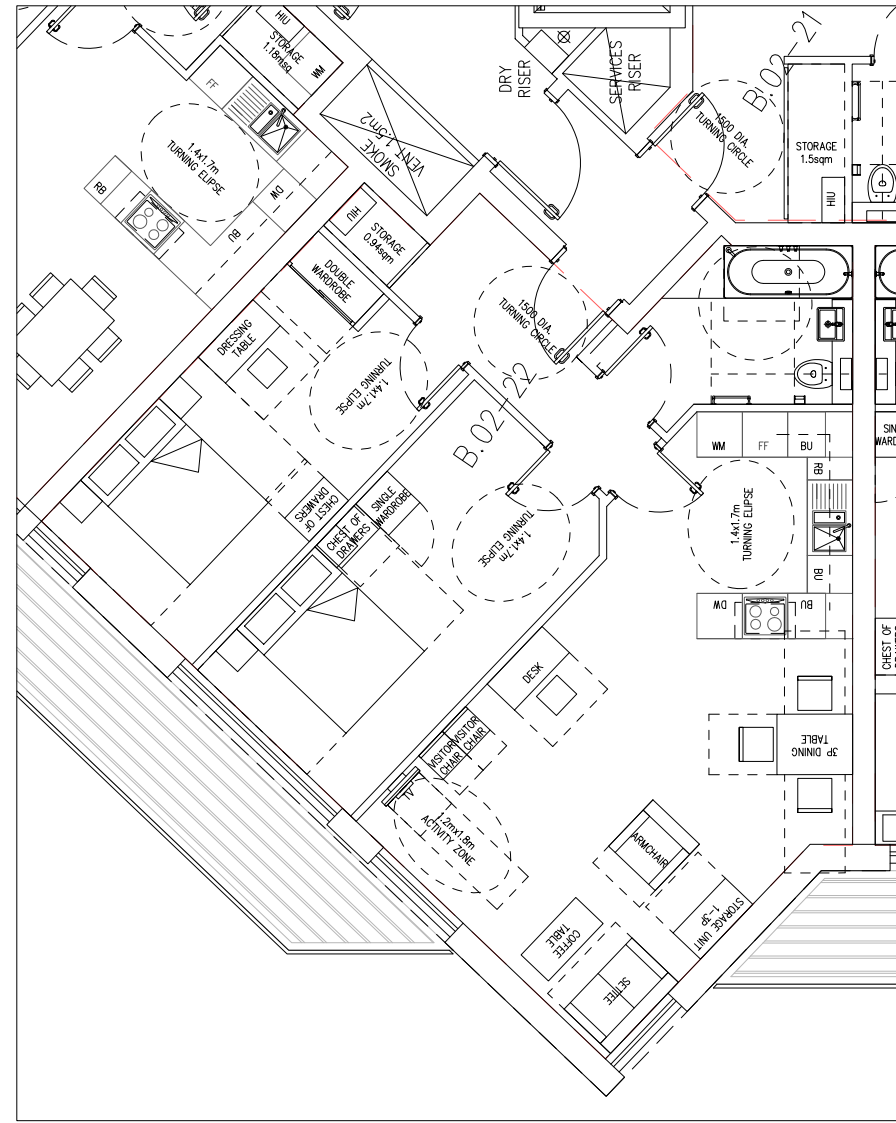 HIU
STORAGE
1.18msq
WM
FF
DRY
RISER
SERVICES
RISER
B.02-21
1500 DIA.
TURNING CIRCLE
STORAGE
1.5sqm
HIU
SMOKE
VENT 1.5m2
1.4x1.7m
TURNING ELIPSE
RB
DW
BU
HIU
STORAGE
0.94sqm
DOUBLE
WARDROBE
DRESSING
TABLE
1500 DIA.
TURNING CIRCLE
1.4x1.7m
TURNING ELIPSE
B.02-22
WM
FF
BU
RB
SIN
WARD
CHEST OF
DRAWERS
SINGLE
WARDROBE
CHEST OF
DRAWERS
1.4x1.7m
TURNING ELIPSE
1.4x1.7m
TURNING ELIPSE
BU
DW
BU
CHEST OF
DESK
VISITOR
CHAIR
VISITOR
CHAIR
3P DINING
TABLE
TV
1.2mx1.8m
ACTIVITY ZONE
ARMCHAIR
STORAGE UNIT
1-3P
COFFEE
TABLE
SETTEE